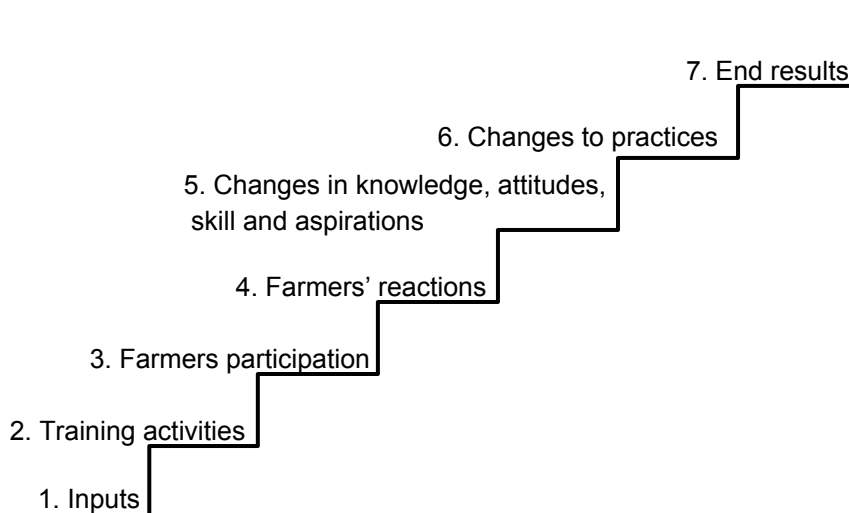 7. End results
6. Changes to practices
5. Changes in knowledge, attitudes,
skill and aspirations
4. Farmers’ reactions
3. Farmers participation
2. Training activities
1. Inputs